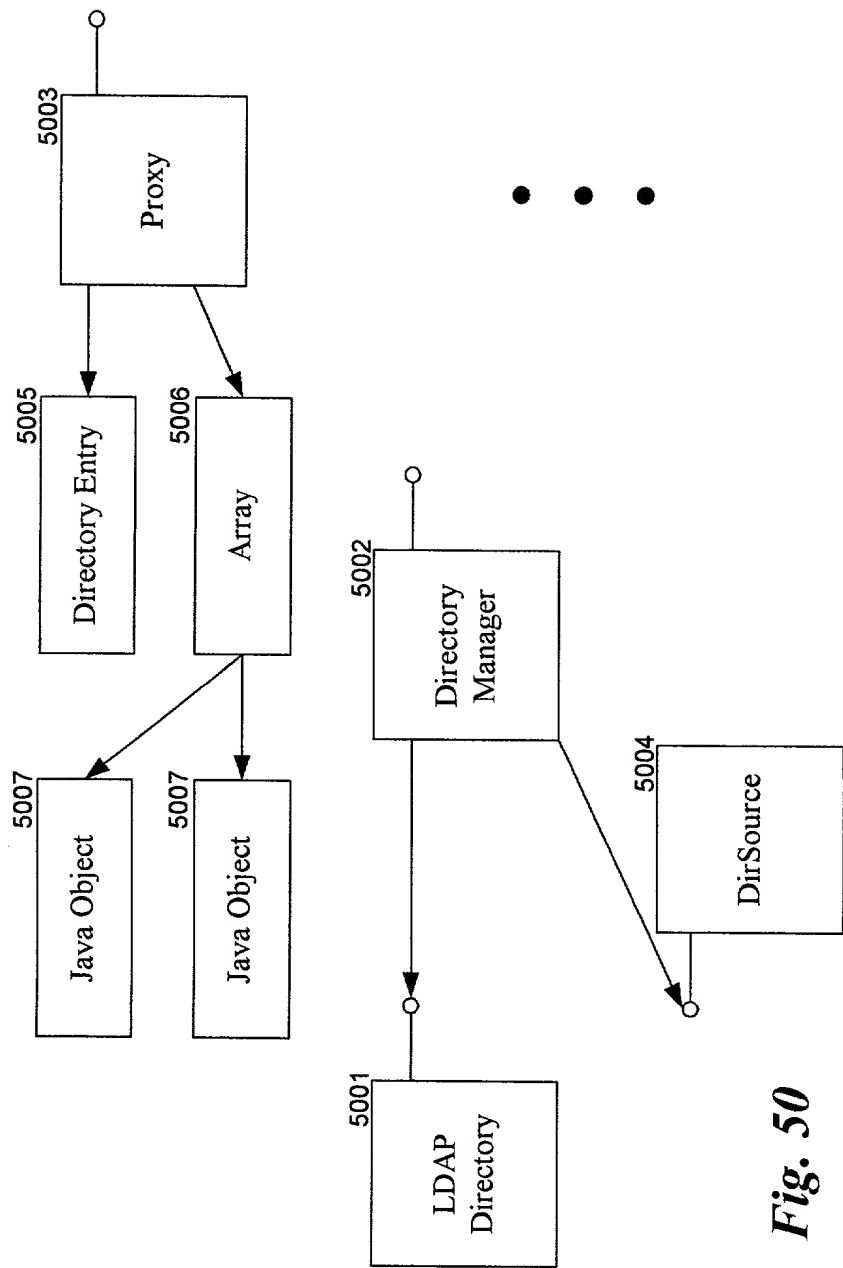 5007
Java Object
5005
Directory Entry
5003
Proxy
5007
Java Object
5006
Array
5001
LDAP
Directory
5002
Directory
Manager
5004
DirSource
Fig. 50